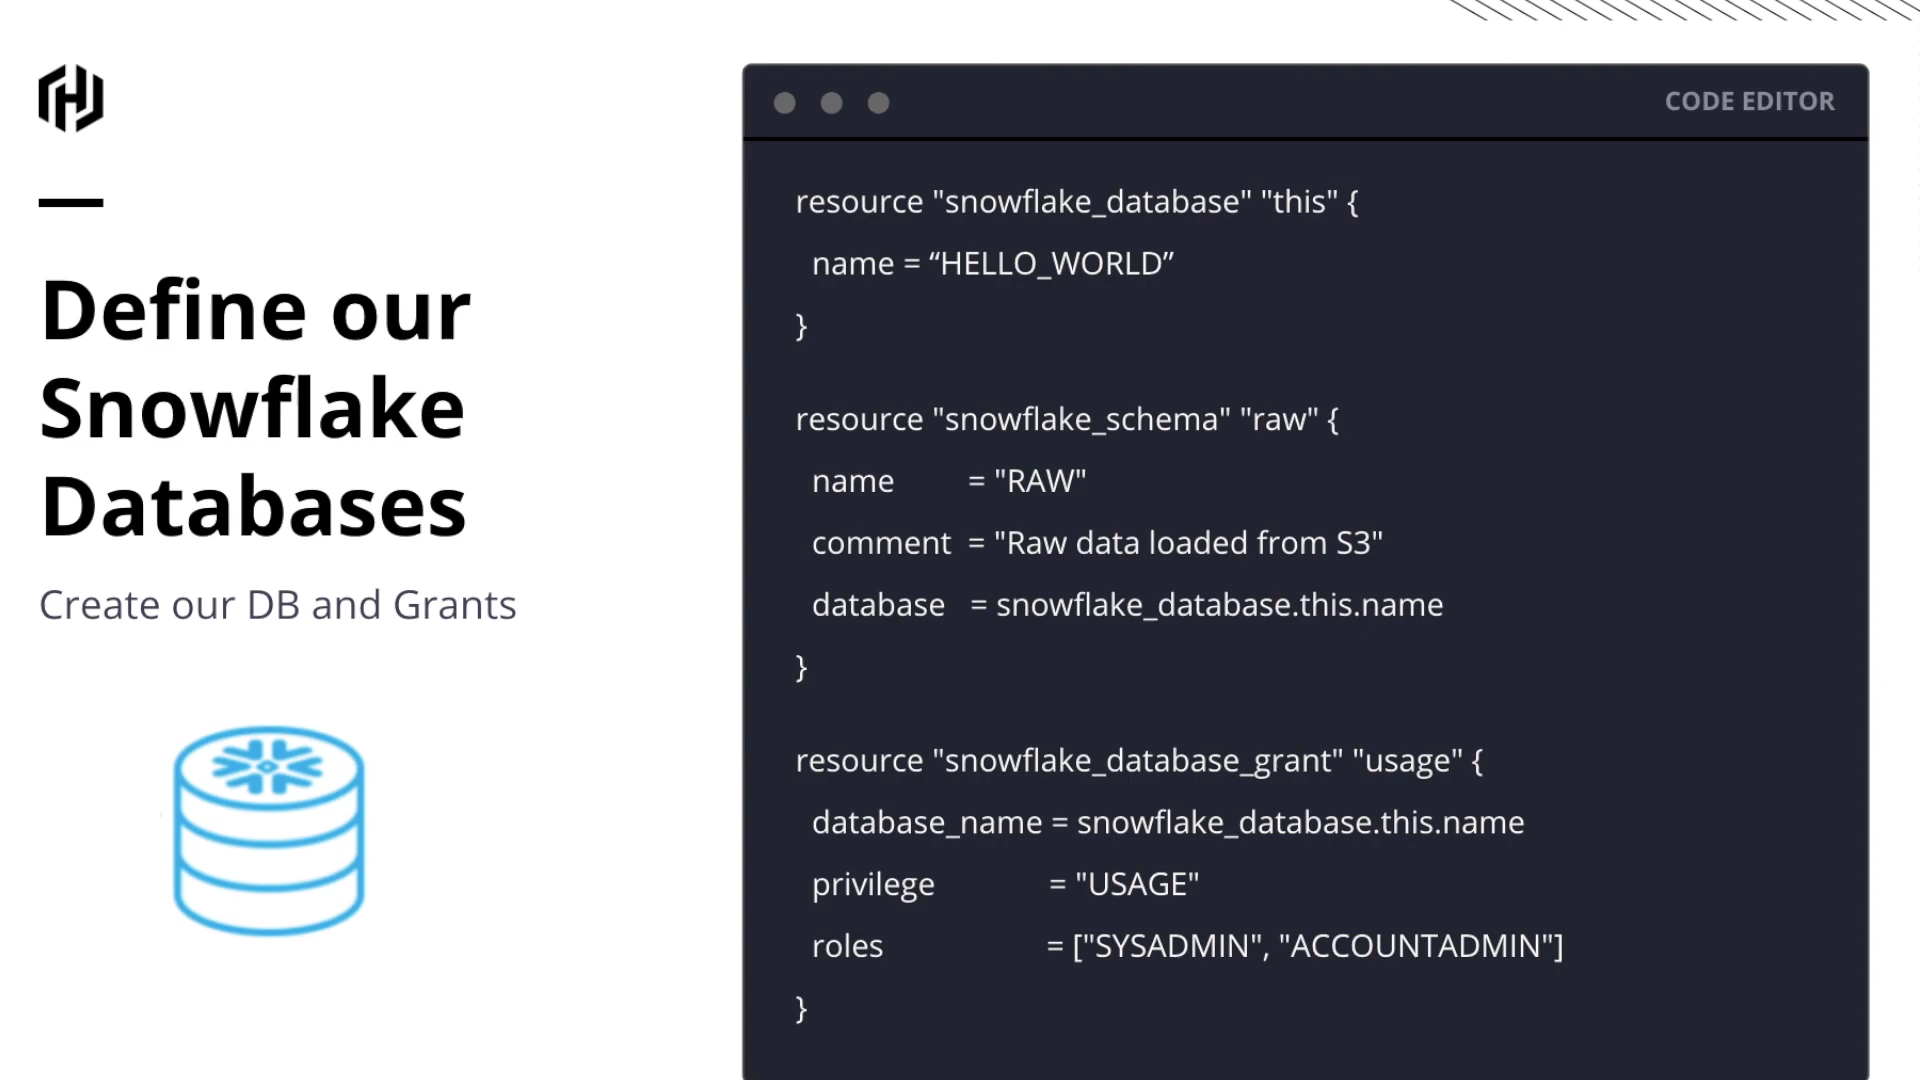 Define our
Snowflake
Databases
Create our DB and Grants
CODE EDITOR
resource "snowflake_database" "this" {
  name = “HELLO_WORLD”
}
resource "snowflake_schema" "raw" {
  name         = "RAW"
  comment  = "Raw data loaded from S3"
  database   = snowflake_database.this.name
}
resource "snowflake_database_grant" "usage" {
  database_name = snowflake_database.this.name
  privilege              = "USAGE"
  roles                    = ["SYSADMIN", "ACCOUNTADMIN"]
}